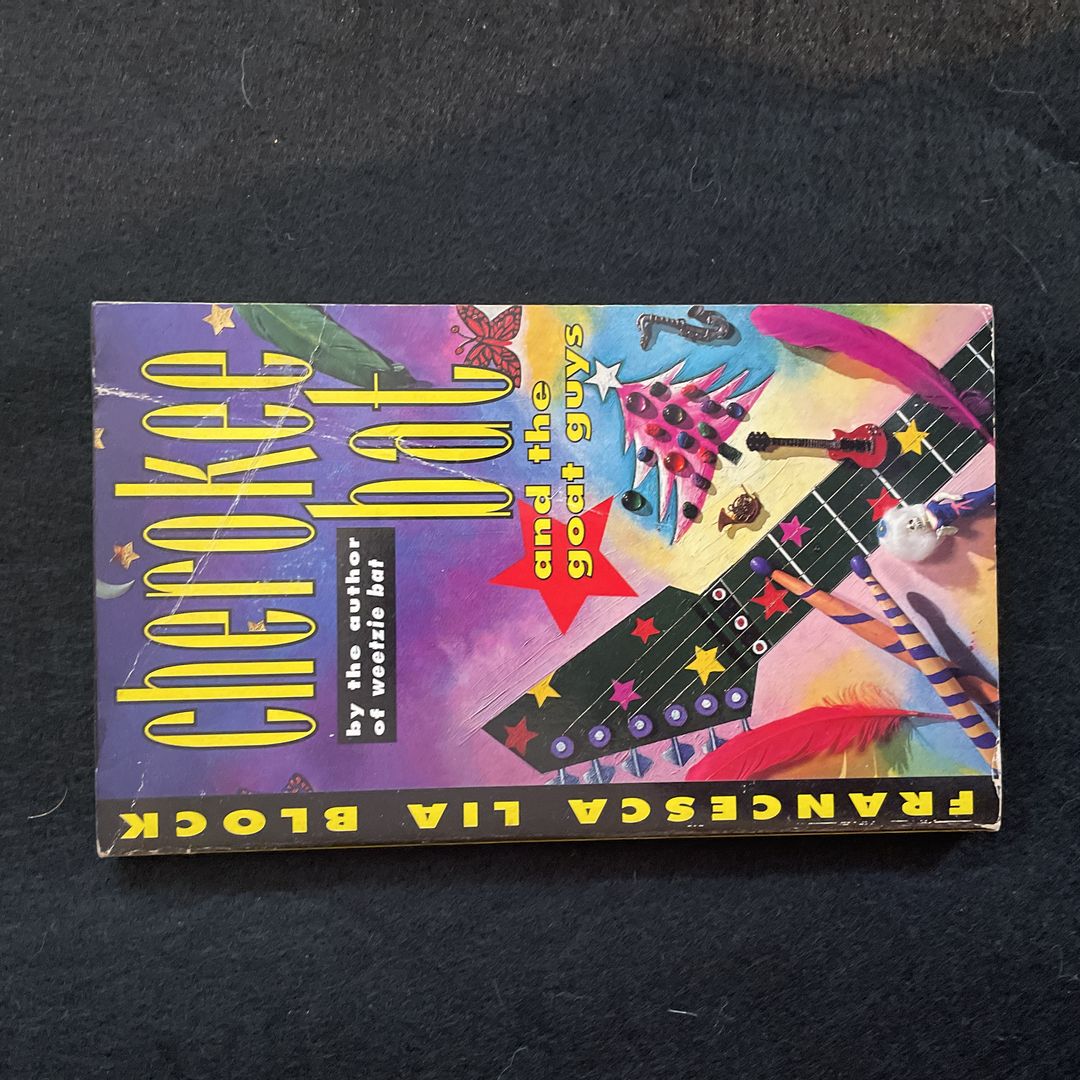 cherokee
bat
and the
goat guys
by the author
of weetzie bat
FRANCESCA LIA BLOCK